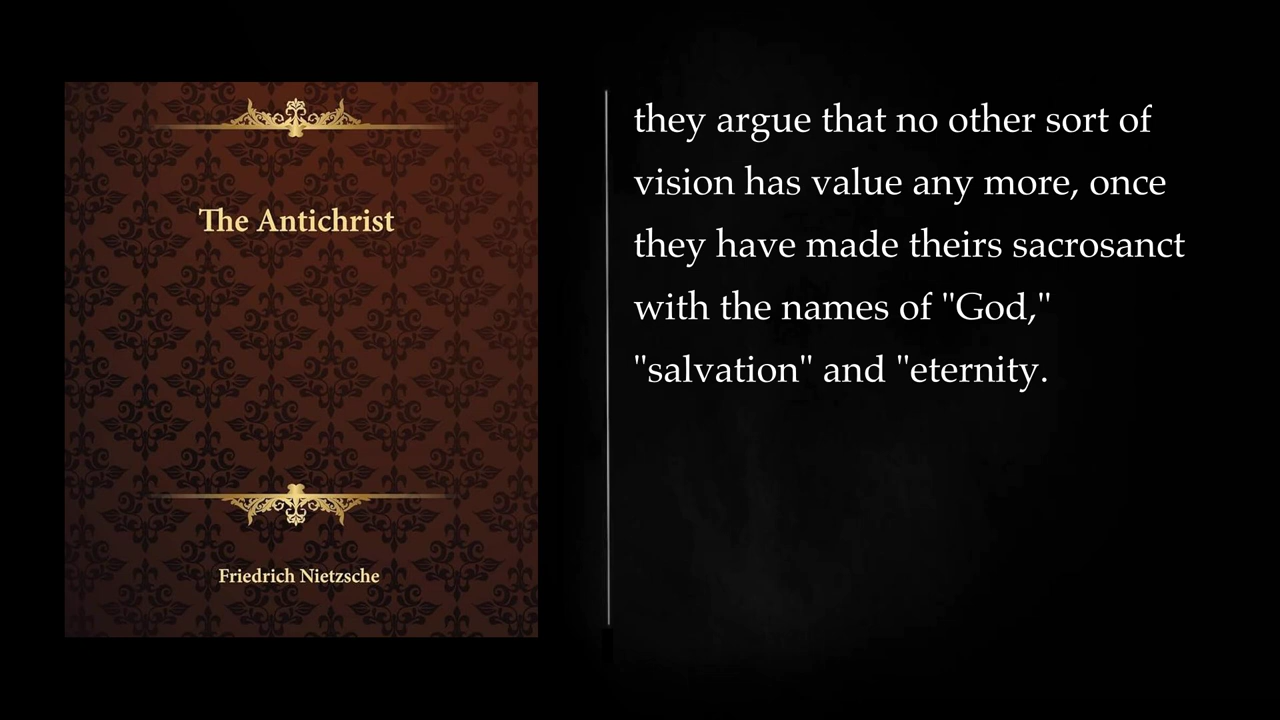 The Antichrist
Friedrich Nietzsche
they argue that no other sort of
vision has value any more, once
they have made theirs sacrosanct
with the names of "God,"
"salvation" and "eternity.